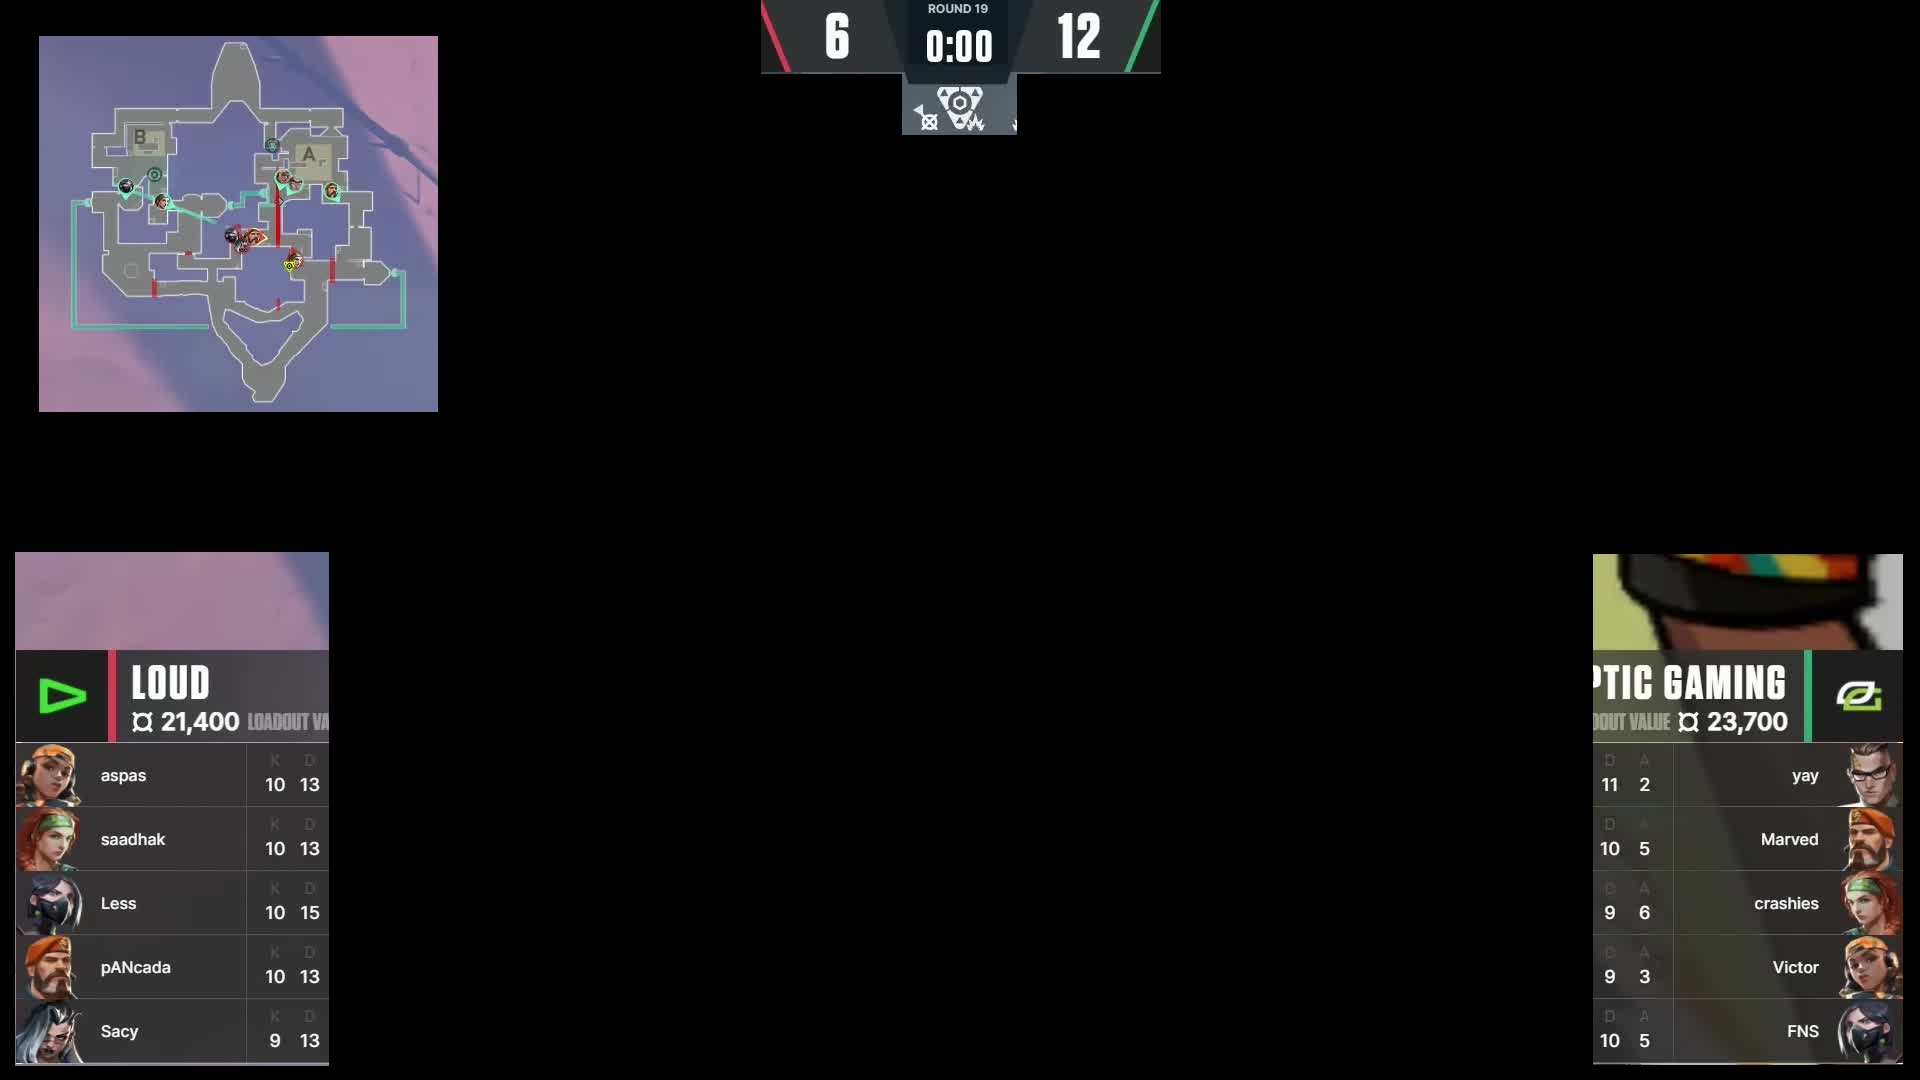 ROUND 19
6
0:00
12
B
A
LOUD
21,400 LOADOUT VA
K D
aspas 10 13
K D
saadhak 10 13
K D
Less 10 15
K D
pANcada 10 13
K D
Sacy 9 13
PTIC GAMING
DOUT VALUE 23,700
D A
11 2 yay
D A
10 5 Marved
D A
9 6 crashies
D A
9 3 Victor
D A
10 5 FNS